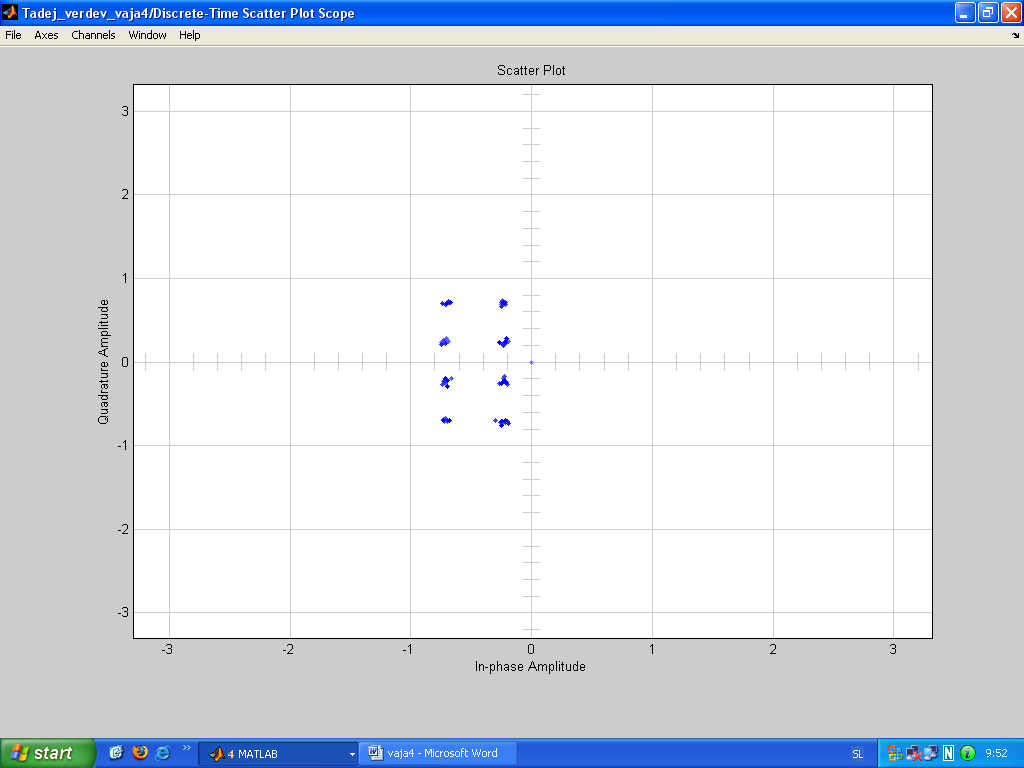 Tadej_verdev_vaja4/Discrete-Time Scatter Plot Scope
File Axes Channels Window Help
Scatter Plot
3
2
1
0
-1
-2
-3
Quadrature Amplitude
-3 -2 -1 0 1 2 3
In-phase Amplitude
start 4 MATLAB vaja4 - Microsoft Word SL N 9:52